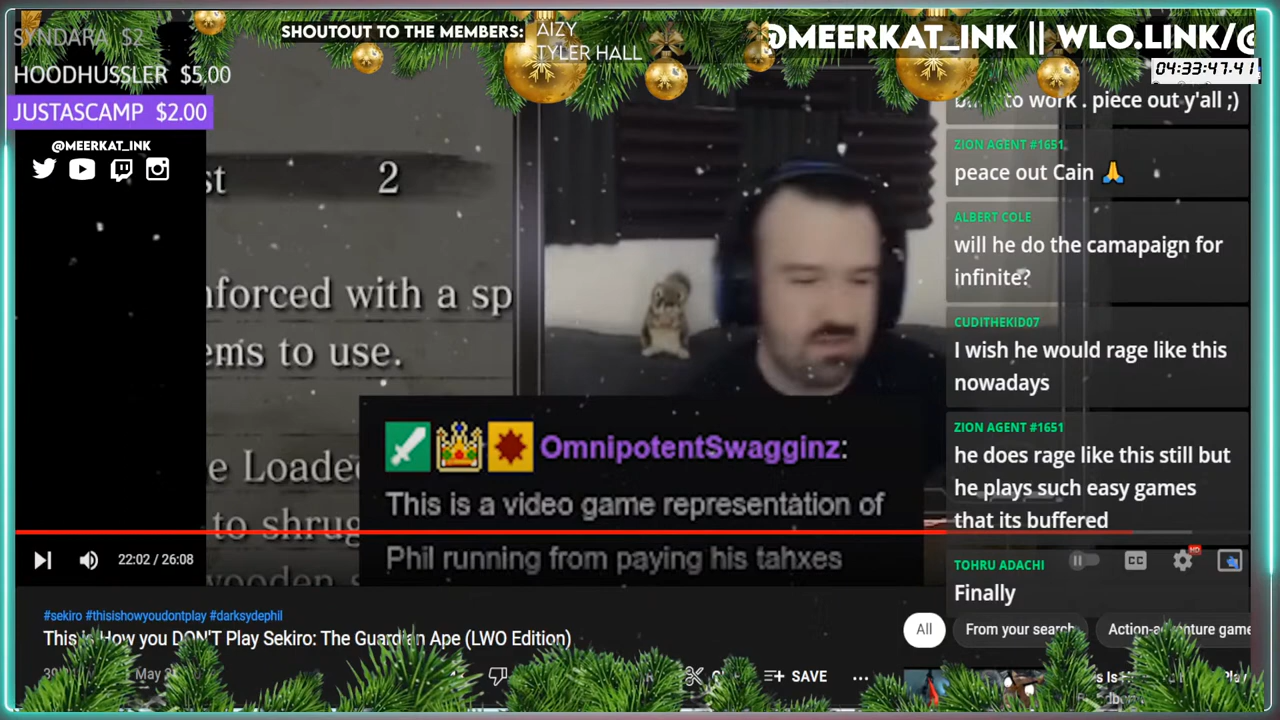 SYNDARA $2
HOODHUSSLER $5.00
JUSTASCAMP $2.00
@MEERKAT_INK
SHOUTOUT TO THE MEMBERS:
AIZY
TYLER HALL
@MEERKAT_INK || WLO.LINK/@
04:33:47.41
st 2
nforced with a sp
ems to use.
e Loaded
to shrug
wooden
OmnipotentSwagginz:
This is a video game representation of
Phil running from paying his tahxes
to work . piece out y'all ;)
ZION AGENT #1651
peace out Cain 🙏
ALBERT COLE
will he do the camapaign for
infinite?
CUDITHEKID07
I wish he would rage like this
nowadays
ZION AGENT #1651
he does rage like this still but
he plays such easy games
that its buffered
TOHRU ADACHI
Finally
22:02 / 26:08
CC
HD
#sekiro #thisishowyoudontplay #darksydephil
This is How you DON'T Play Sekiro: The Guardian Ape (LWO Edition)
May
SAVE
All
From your search
Action-adventure game